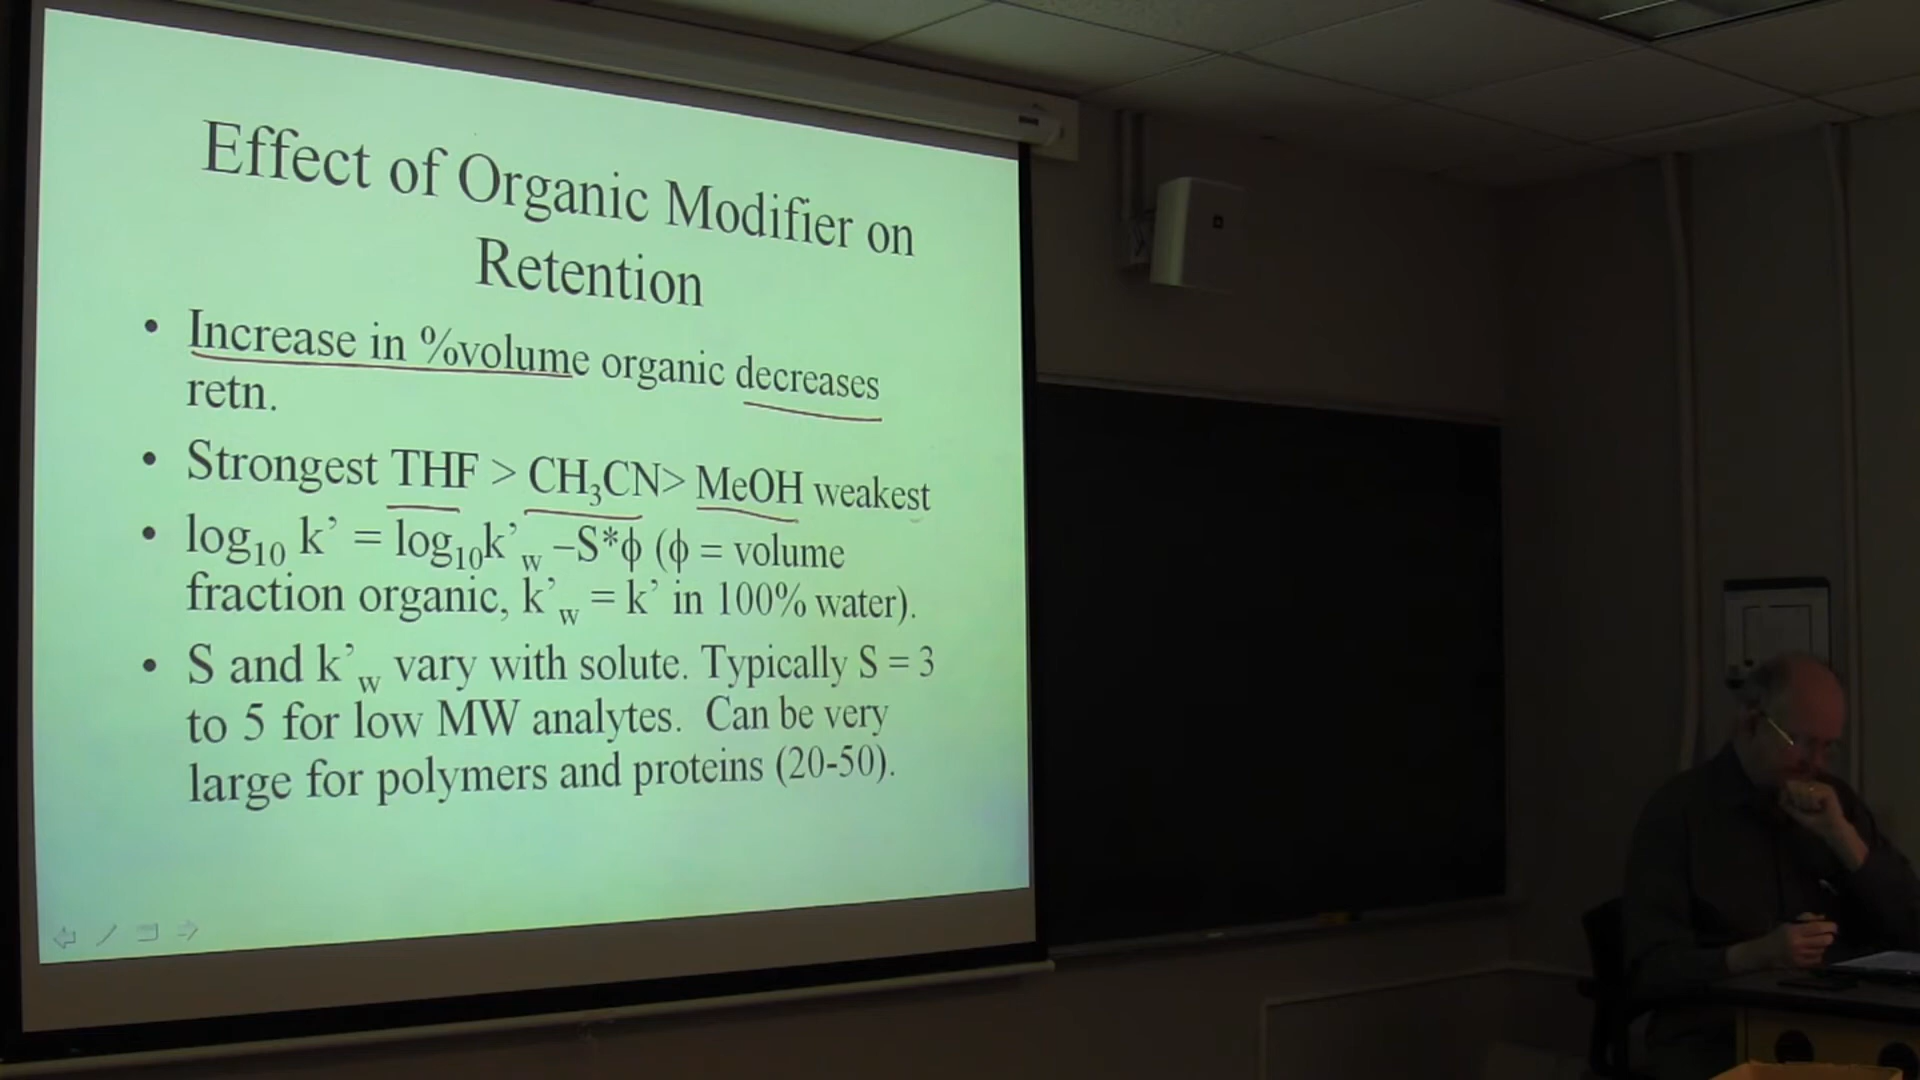 Effect of Organic Modifier on
Retention
• Increase in %volume organic decreases
retn.
• Strongest THF > CH₃CN> MeOH weakest
• log₁₀ k’ = log₁₀k’w –S*ϕ (ϕ = volume
fraction organic, k’w = k’ in 100% water).
• S and k’w vary with solute. Typically S = 3
to 5 for low MW analytes. Can be very
large for polymers and proteins (20-50).